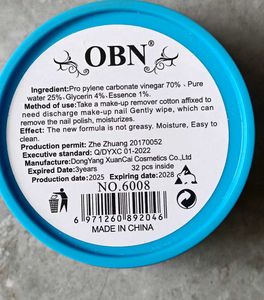 OBN®
Ingredient:Pro pylene carbonate vinegar 70% · Pure
water 25%·Glycerin 4%·Essence 1%.
Method of use:Take a make-up remover cotton affixed to
need discharge makeup-up nail Gently wipe, which can
remove the nail polish, moisturizes.
Effect: The new formula is not greasy. Moisture, Easy to
clean.
Production permit: Zhe Zhuang 20170052
Executive standard: Q/DYXC 01-2022
Manufacture:DongYang XuanCai Cosmetics Co.,Ltd
Expired Date:3years 32 pcs inside
Production date:2025 Expiring date:2028
NO.6008
6 971260 892046
MADE IN CHINA